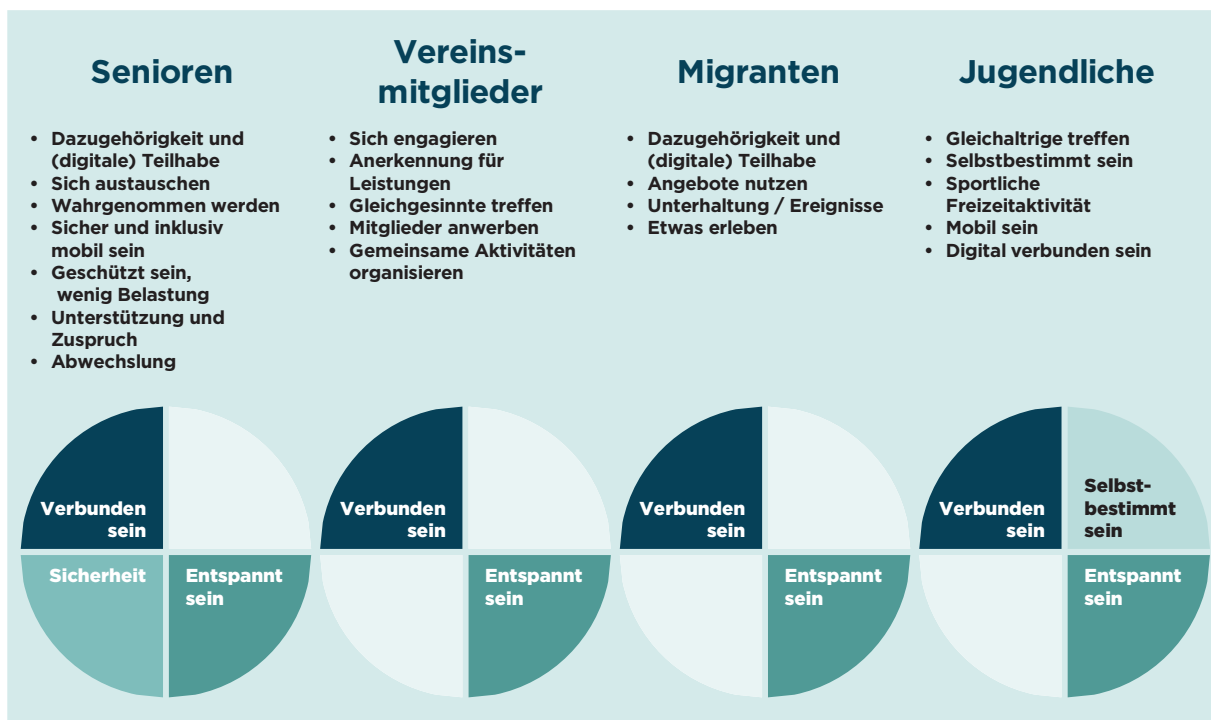 Senioren
• Dazugehörigkeit und
(digitale) Teilhabe
• Sich austauschen
• Wahrgenommen werden
• Sicher und inklusiv
mobil sein
• Geschützt sein,
wenig Belastung
• Unterstützung und
Zuspruch
• Abwechslung
Vereins-
mitglieder
• Sich engagieren
• Anerkennung für
Leistungen
• Gleichgesinnte treffen
• Mitglieder anwerben
• Gemeinsame Aktivitäten
organisieren
Migranten
• Dazugehörigkeit und
(digitale) Teilhabe
• Angebote nutzen
• Unterhaltung / Ereignisse
• Etwas erleben
Jugendliche
• Gleichaltrige treffen
• Selbstbestimmt sein
• Sportliche
Freizeitaktivität
• Mobil sein
• Digital verbunden sein
Verbunden
sein
Sicherheit
Entspannt
sein
Verbunden
sein
Entspannt
sein
Verbunden
sein
Entspannt
sein
Verbunden
sein
Selbst-
bestimmt
sein
Entspannt
sein